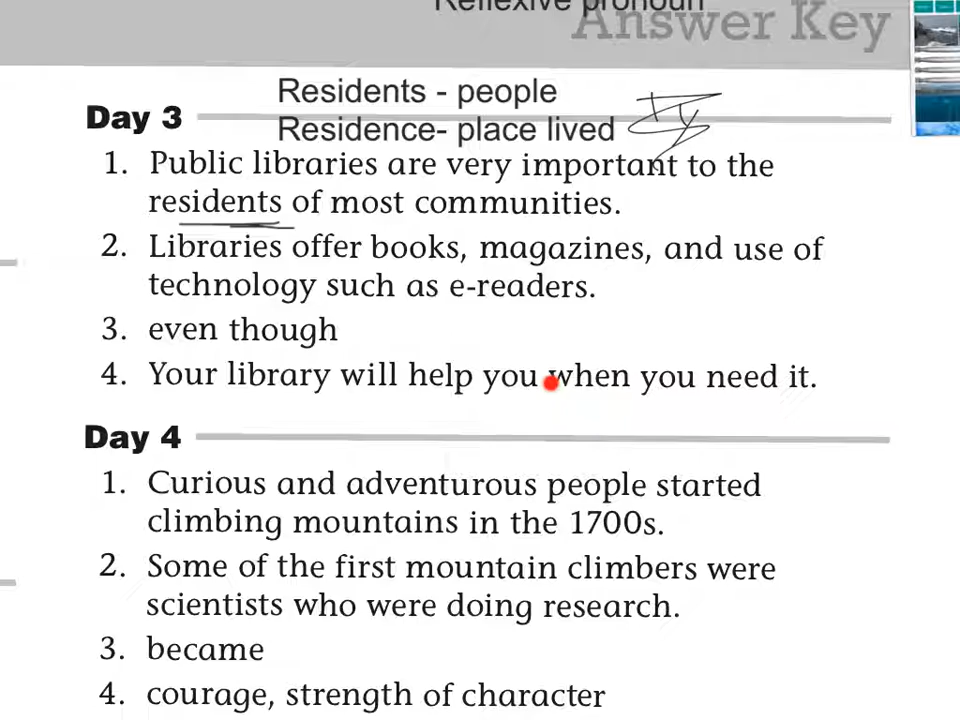 Reflexive pronoun
Answer Key
Residents - people
Day 3
Residence- place lived
1. Public libraries are very important to the
residents of most communities.
2. Libraries offer books, magazines, and use of
technology such as e-readers.
3. even though
4. Your library will help you when you need it.
Day 4
1. Curious and adventurous people started
climbing mountains in the 1700s.
2. Some of the first mountain climbers were
scientists who were doing research.
3. became
4. courage, strength of character